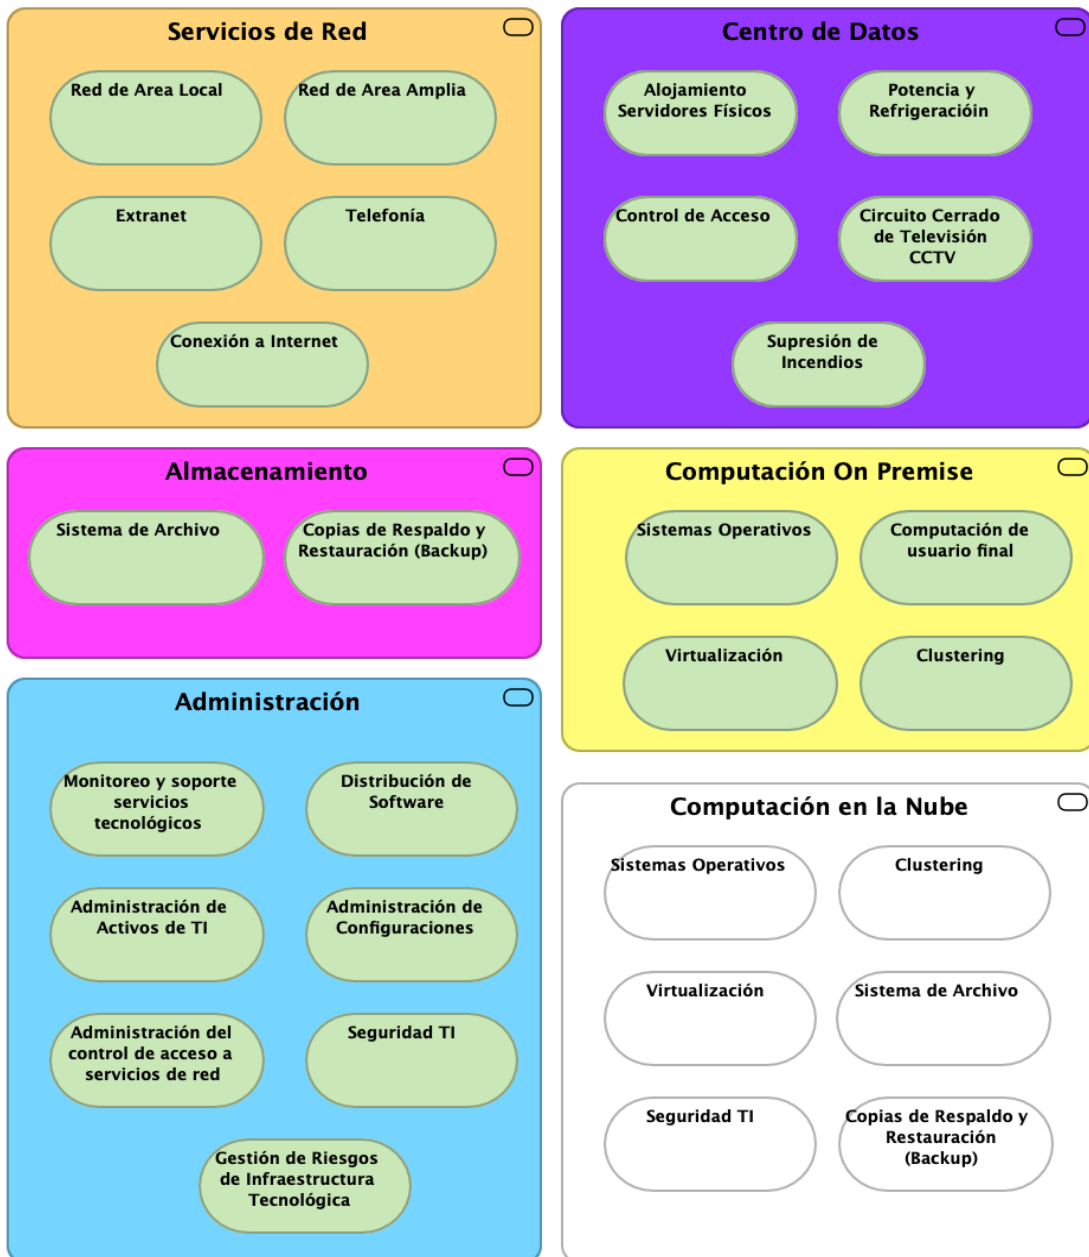 Servicios de Red
Red de Area Local
Red de Area Amplia
Extranet
Telefonía
Conexión a Internet
Centro de Datos
Alojamiento
Servidores Físicos
Potencia y
Refrigeracióin
Control de Acceso
Circuito Cerrado
de Televisión
CCTV
Supresión de
Incendios
Almacenamiento
Sistema de Archivo
Copias de Respaldo y
Restauración (Backup)
Computación On Premise
Sistemas Operativos
Computación de
usuario final
Virtualización
Clustering
Administración
Monitoreo y soporte
servicios
tecnológicos
Distribución de
Software
Administración de
Activos de TI
Administración de
Configuraciones
Administración del
control de acceso a
servicios de red
Seguridad TI
Gestión de Riesgos
de Infraestructura
Tecnológica
Computación en la Nube
Sistemas Operativos
Clustering
Virtualización
Sistema de Archivo
Seguridad TI
Copias de Respaldo y
Restauración
(Backup)